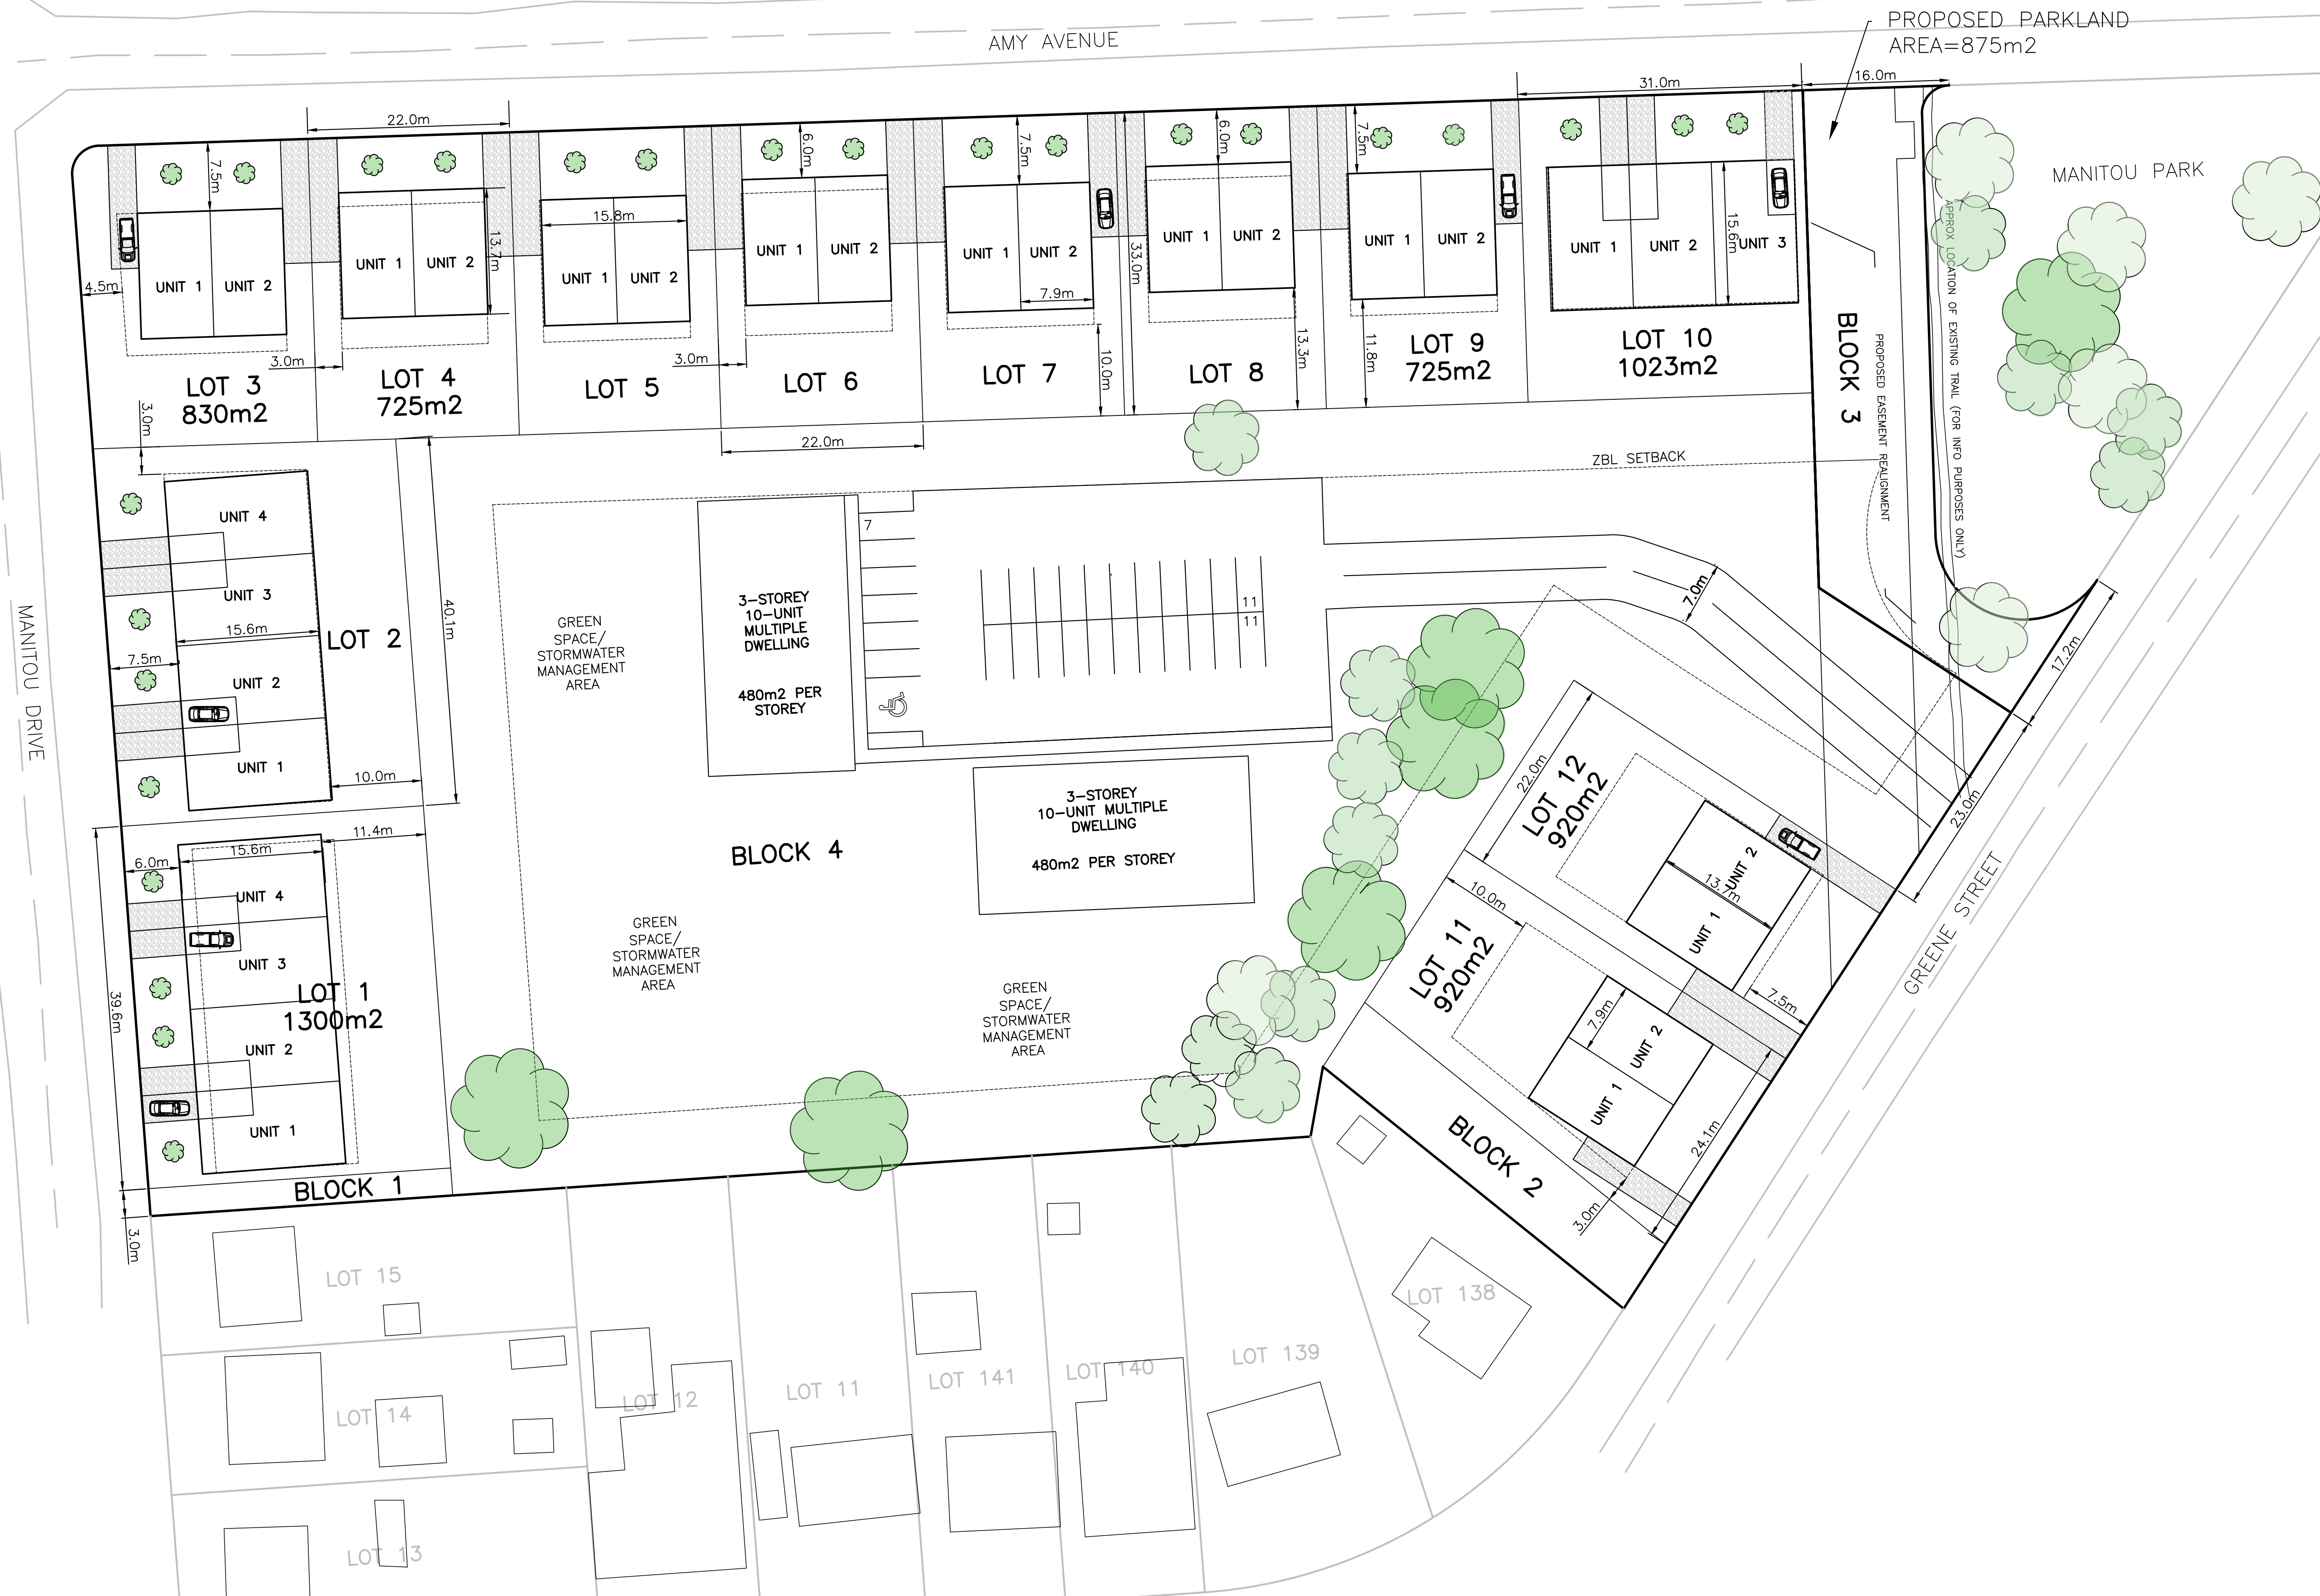 AMY AVENUE
PROPOSED PARKLAND
AREA=875m2
22.0m
31.0m
16.0m
MANITOU PARK
7.5m
6.0m
7.5m
6.0m
7.5m
4.5m
UNIT 1
UNIT 2
UNIT 1
UNIT 2
13.7m
15.8m
UNIT 1
UNIT 2
UNIT 1
UNIT 2
UNIT 1
UNIT 2
7.9m
33.0m
UNIT 1
UNIT 2
UNIT 1
UNIT 2
UNIT 1
UNIT 2
15.6m
UNIT 3
3.0m
3.0m
10.0m
13.3m
11.8m
LOT 3
830m2
LOT 4
725m2
LOT 5
LOT 6
LOT 7
LOT 8
LOT 9
725m2
LOT 10
1023m2
BLOCK 3
PROPOSED EASEMENT REALIGNMENT
APPROX LOCATION OF EXISTING TRAIL (FOR INFO PURPOSES ONLY)
3.0m
22.0m
ZBL SETBACK
MANITOU DRIVE
UNIT 4
UNIT 3
15.6m
7.5m
UNIT 2
UNIT 1
LOT 2
40.1m
10.0m
GREEN
SPACE/
STORMWATER
MANAGEMENT
AREA
3-STOREY
10-UNIT
MULTIPLE
DWELLING
480m2 PER
STOREY
7
11
11
7.0m
17.2m
23.0m
GREENE STREET
11.4m
6.0m
15.6m
UNIT 4
UNIT 3
LOT 1
1300m2
UNIT 2
UNIT 1
39.6m
BLOCK 1
3.0m
BLOCK 4
3-STOREY
10-UNIT MULTIPLE
DWELLING
480m2 PER STOREY
GREEN
SPACE/
STORMWATER
MANAGEMENT
AREA
GREEN
SPACE/
STORMWATER
MANAGEMENT
AREA
22.0m
LOT 12
920m2
UNIT 2
13.7m
UNIT 1
7.5m
10.0m
LOT 11
920m2
7.9m
UNIT 2
UNIT 1
24.1m
3.0m
BLOCK 2
LOT 15
LOT 14
LOT 13
LOT 12
LOT 11
LOT 141
LOT 140
LOT 139
LOT 138